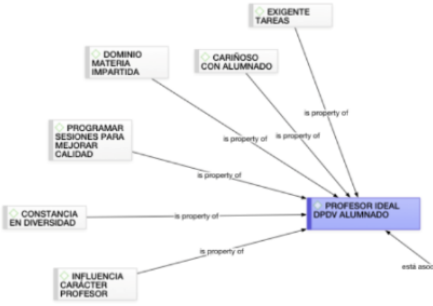 EXIGENTE
TAREAS
DOMINIO
MATERIA
IMPARTIDA
CARIÑOSO
CON ALUMNADO
is property of
is property of
is property of
PROGRAMAR
SESIONES PARA
MEJORAR
CALIDAD
is property of
PROFESOR IDEAL
DPDV ALUMNADO
CONSTANCIA
EN DIVERSIDAD
is property of
is property of
está asoc
INFLUENCIA
CARÁCTER
PROFESOR